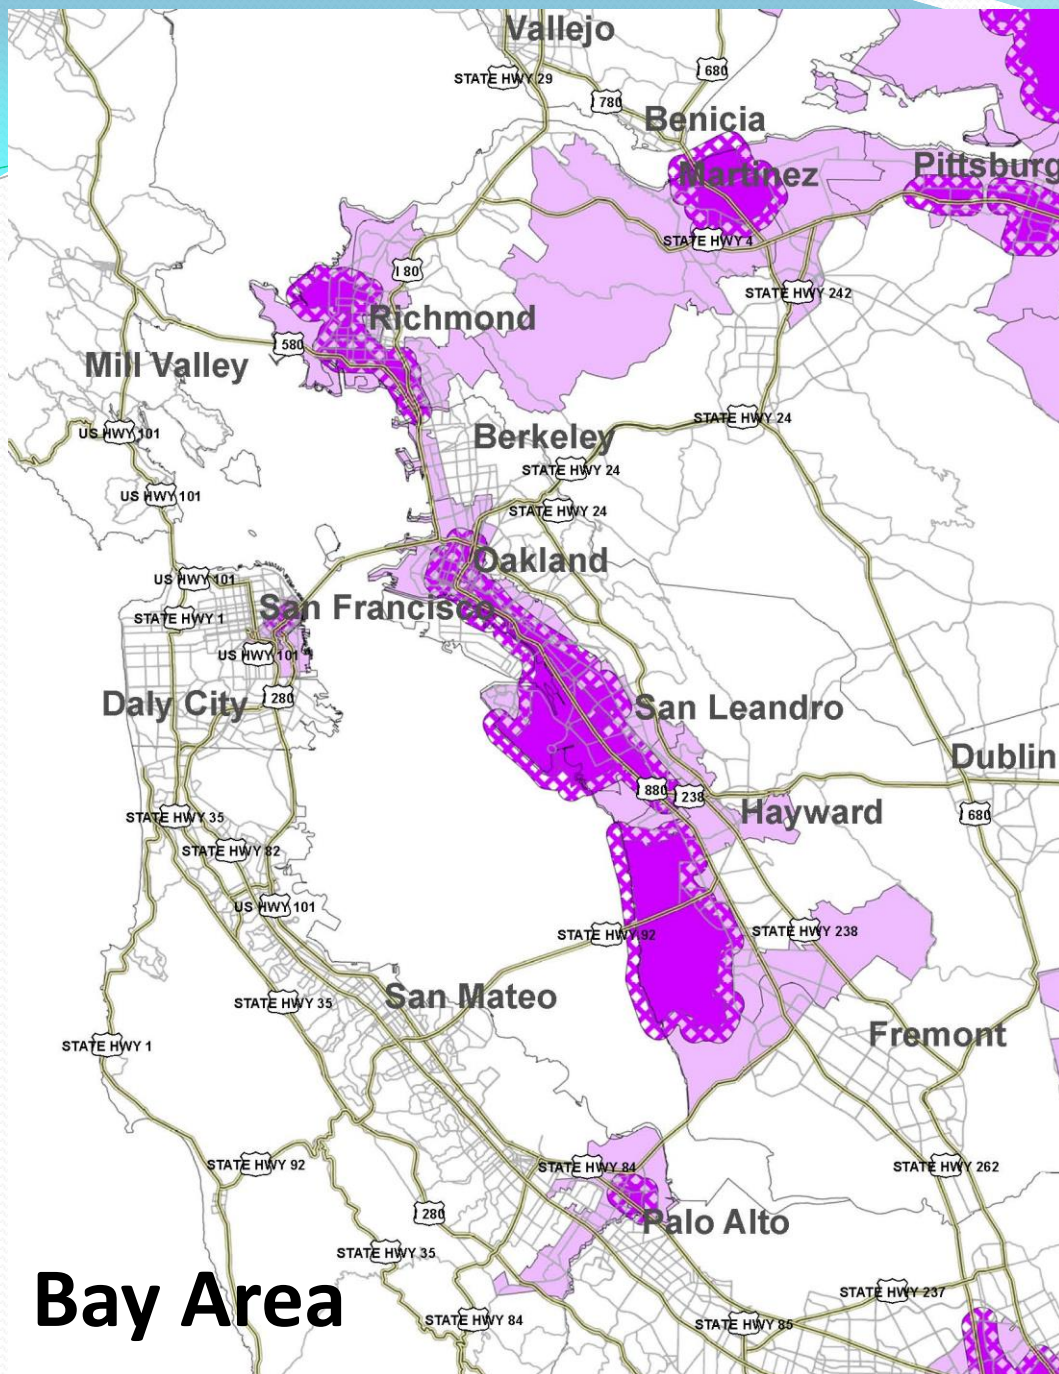 Vallejo
STATE HWY 29
I 680
I 780
Benicia
Martinez
Pittsburg
STATE HWY 4
I 80
STATE HWY 242
Richmond
I 580
Mill Valley
US HWY 101
STATE HWY 24
Berkeley
STATE HWY 24
US HWY 101
STATE HWY 24
Oakland
US HWY 101
San Francisco
STATE HWY 1
US HWY 101
Daly City
I 280
San Leandro
Dublin
I 880
I 238
Hayward
I 680
STATE HWY 35
STATE HWY 82
US HWY 101
STATE HWY 92
STATE HWY 238
San Mateo
STATE HWY 35
Fremont
STATE HWY 1
STATE HWY 92
STATE HWY 84
STATE HWY 262
I 280
Palo Alto
STATE HWY 35
STATE HWY 237
Bay Area
STATE HWY 84
STATE HWY 85